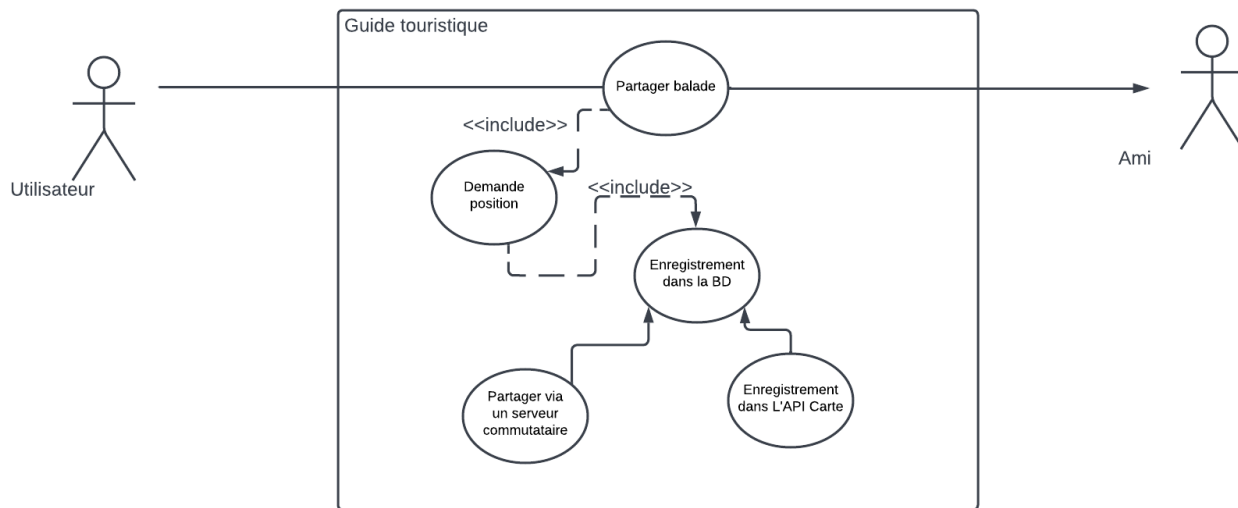 Guide touristique
Partager balade
<<include>>
Ami
Utilisateur
Demande
position
<<include>>
Enregistrement
dans la BD
Partager via
un serveur
commutataire
Enregistrement
dans L'API Carte